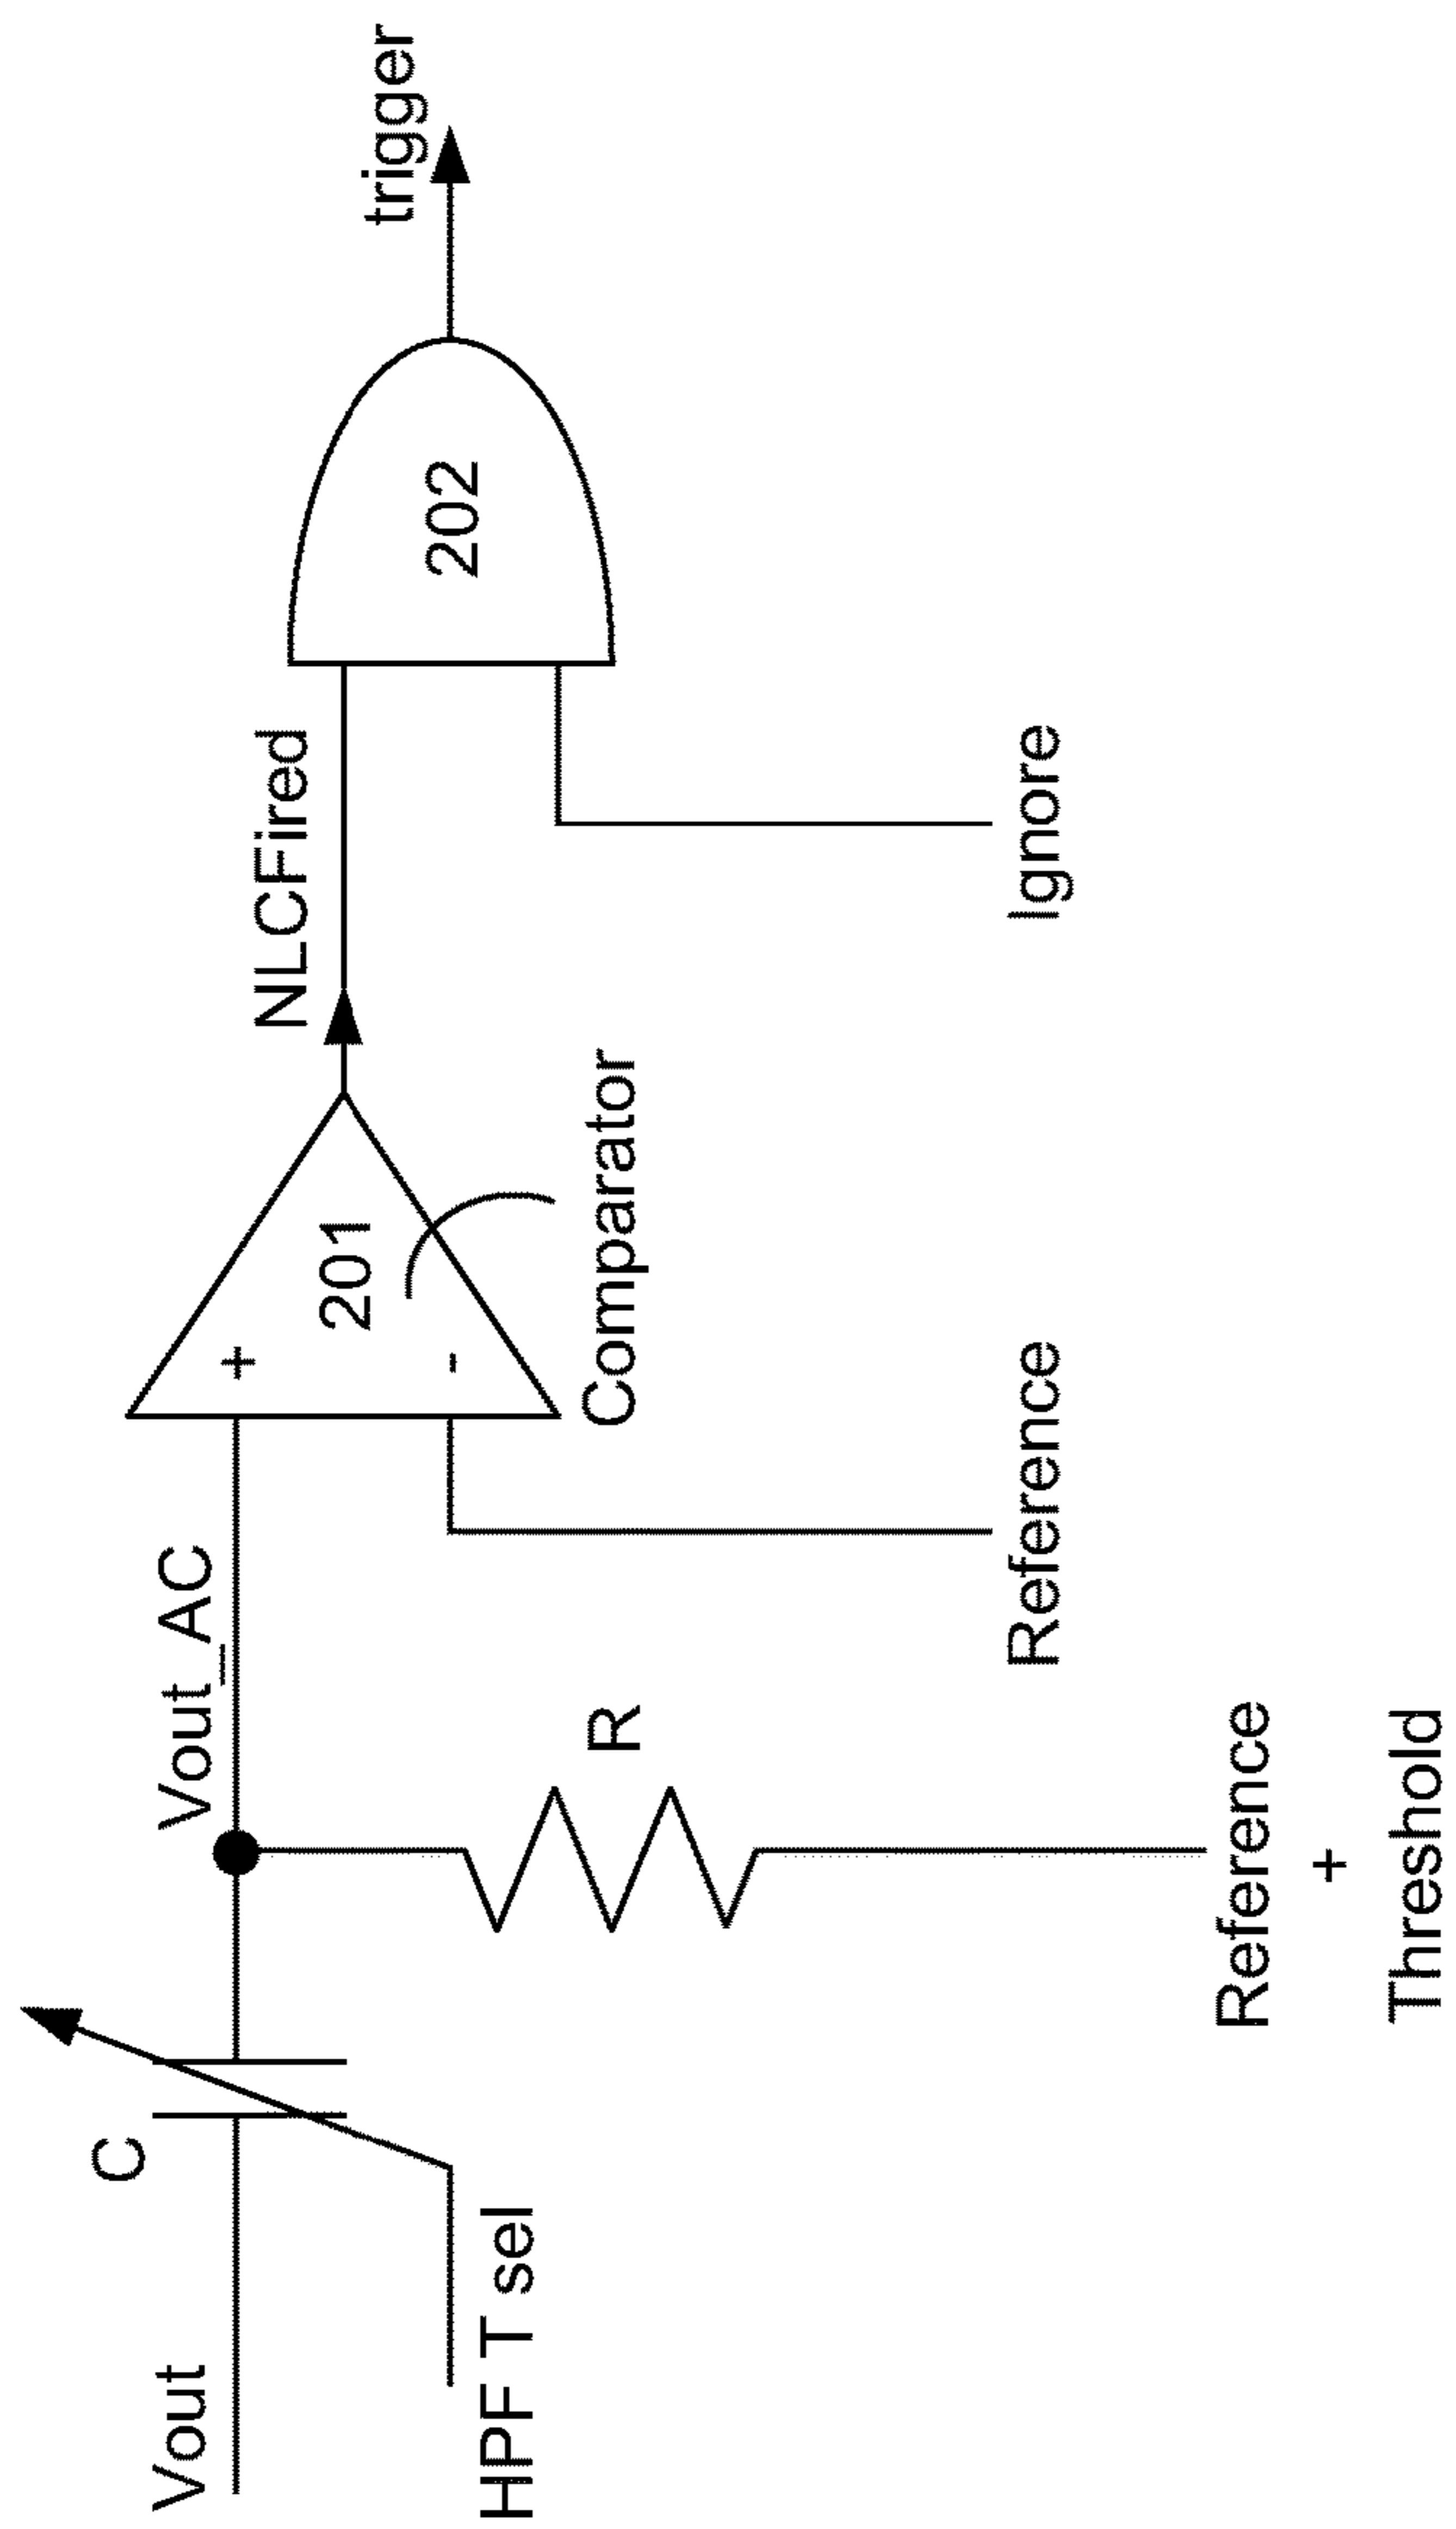 Vout
C
HPF T sel
Vout_AC
R
Reference
+
Threshold
+
-
201
Comparator
Reference
NLCFired
Ignore
202
trigger